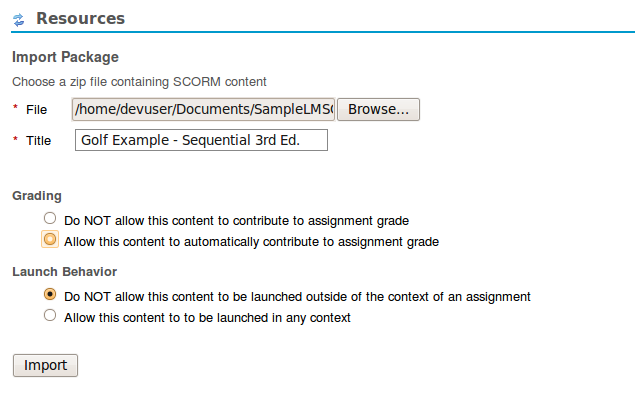 Resources
Import Package
Choose a zip file containing SCORM content
* File /home/devuser/Documents/SampleLMS Browse...
* Title Golf Example - Sequential 3rd Ed.
Grading
Do NOT allow this content to contribute to assignment grade
Allow this content to automatically contribute to assignment grade
Launch Behavior
Do NOT allow this content to be launched outside of the context of an assignment
Allow this content to to be launched in any context
Import